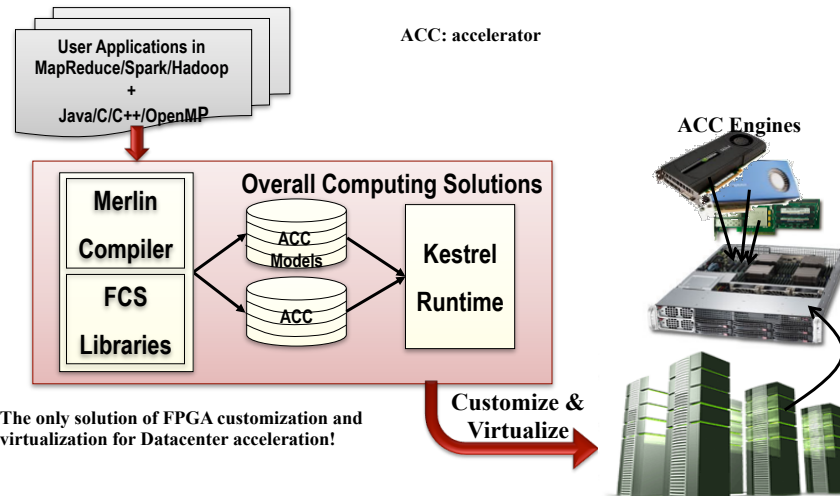 User Applications in
MapReduce/Spark/Hadoop
+
Java/C/C++/OpenMP
ACC: accelerator
ACC Engines
Overall Computing Solutions
Merlin
Compiler
FCS
Libraries
ACC
Models
ACC
Kestrel
Runtime
Customize &
Virtualize
The only solution of FPGA customization and
virtualization for Datacenter acceleration!